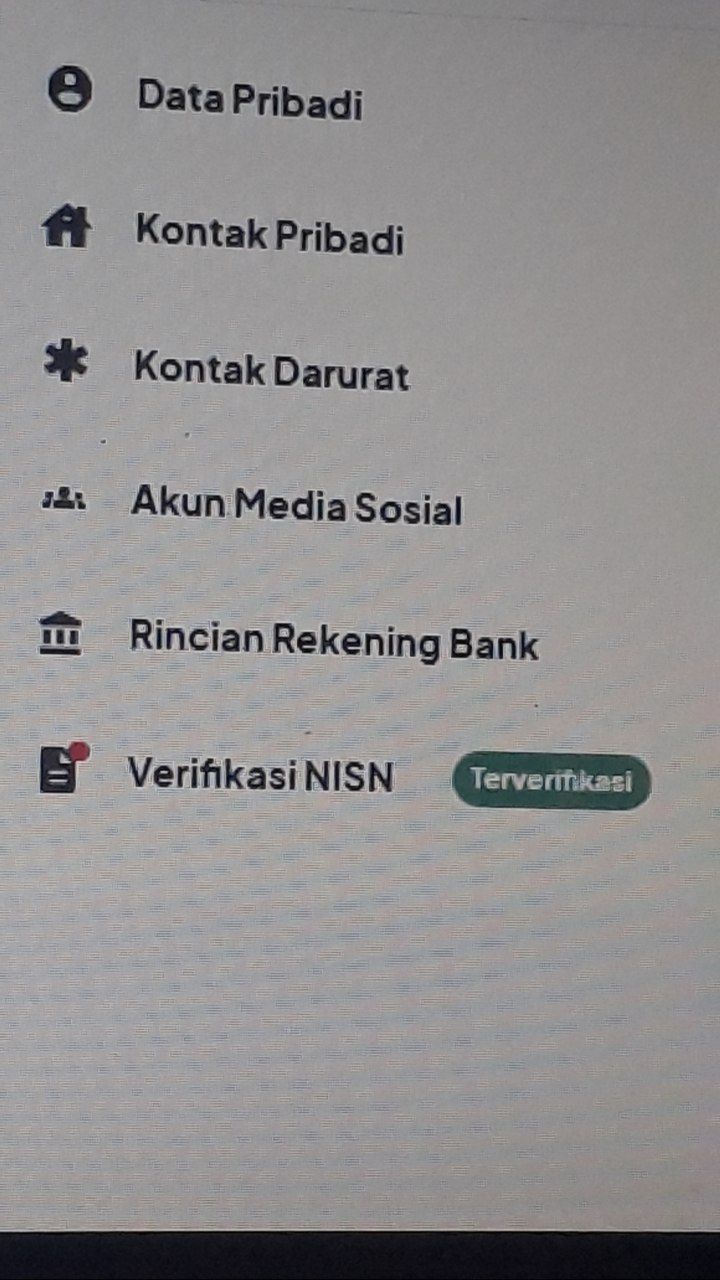 Data Pribadi
Kontak Pribadi
Kontak Darurat
Akun Media Sosial
Rincian Rekening Bank
Verifikasi NISN Terverifikasi